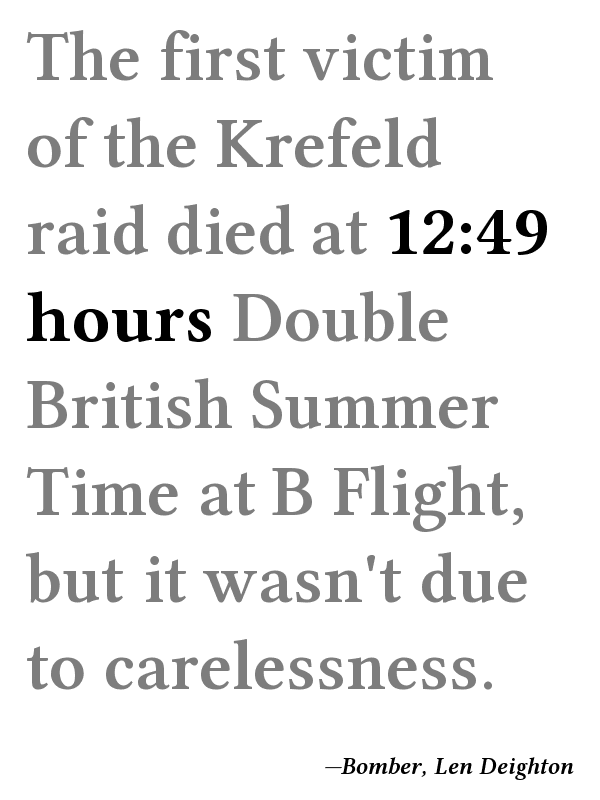 The first victim
of the Krefeld
raid died at 12:49
hours Double
British Summer
Time at B Flight,
but it wasn't due
to carelessness.
—Bomber, Len Deighton